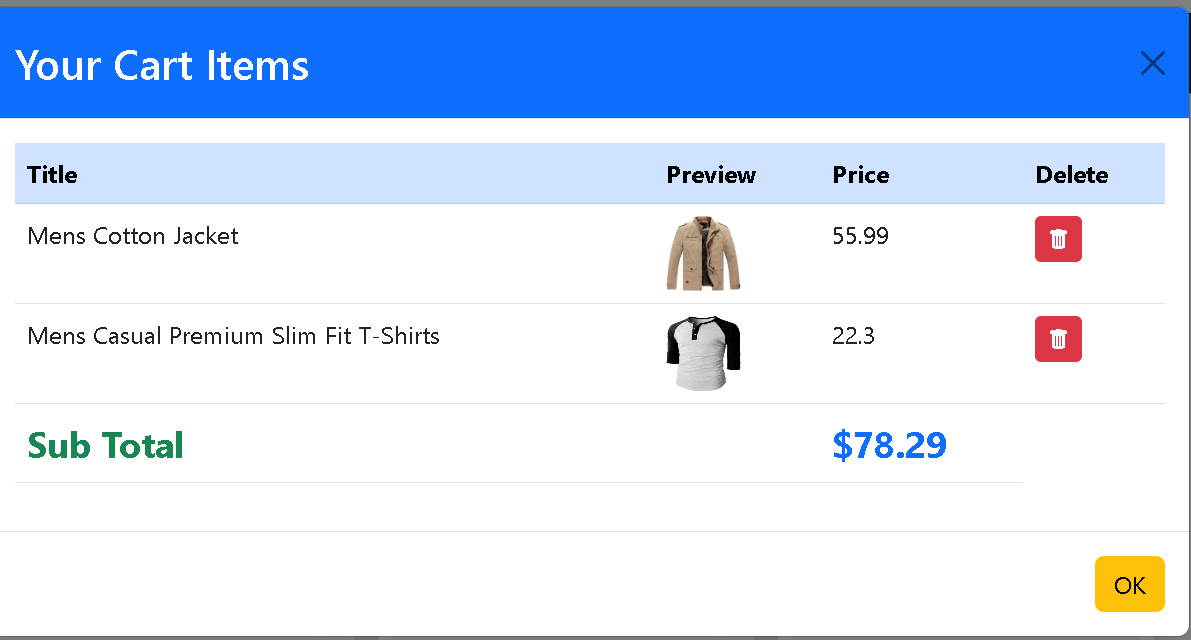 Your Cart Items
Title Preview Price Delete
Mens Cotton Jacket 55.99
Mens Casual Premium Slim Fit T-Shirts 22.3
Sub Total $78.29
OK